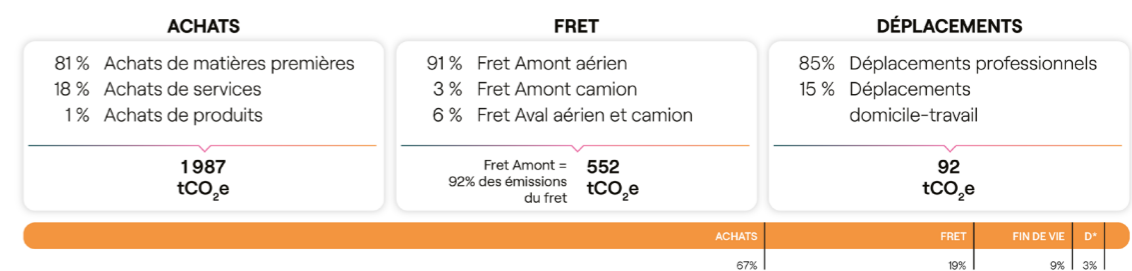 ACHATS
81 % Achats de matières premières
18 % Achats de services
1 % Achats de produits
1 987
tCO₂e
FRET
91 % Fret Amont aérien
3 % Fret Amont camion
6 % Fret Aval aérien et camion
Fret Amont =
92% des émissions
du fret
552
tCO₂e
DÉPLACEMENTS
85% Déplacements professionnels
15 % Déplacements
domicile-travail
92
tCO₂e
ACHATS FRET FIN DE VIE D*
67% 19% 9% 3%